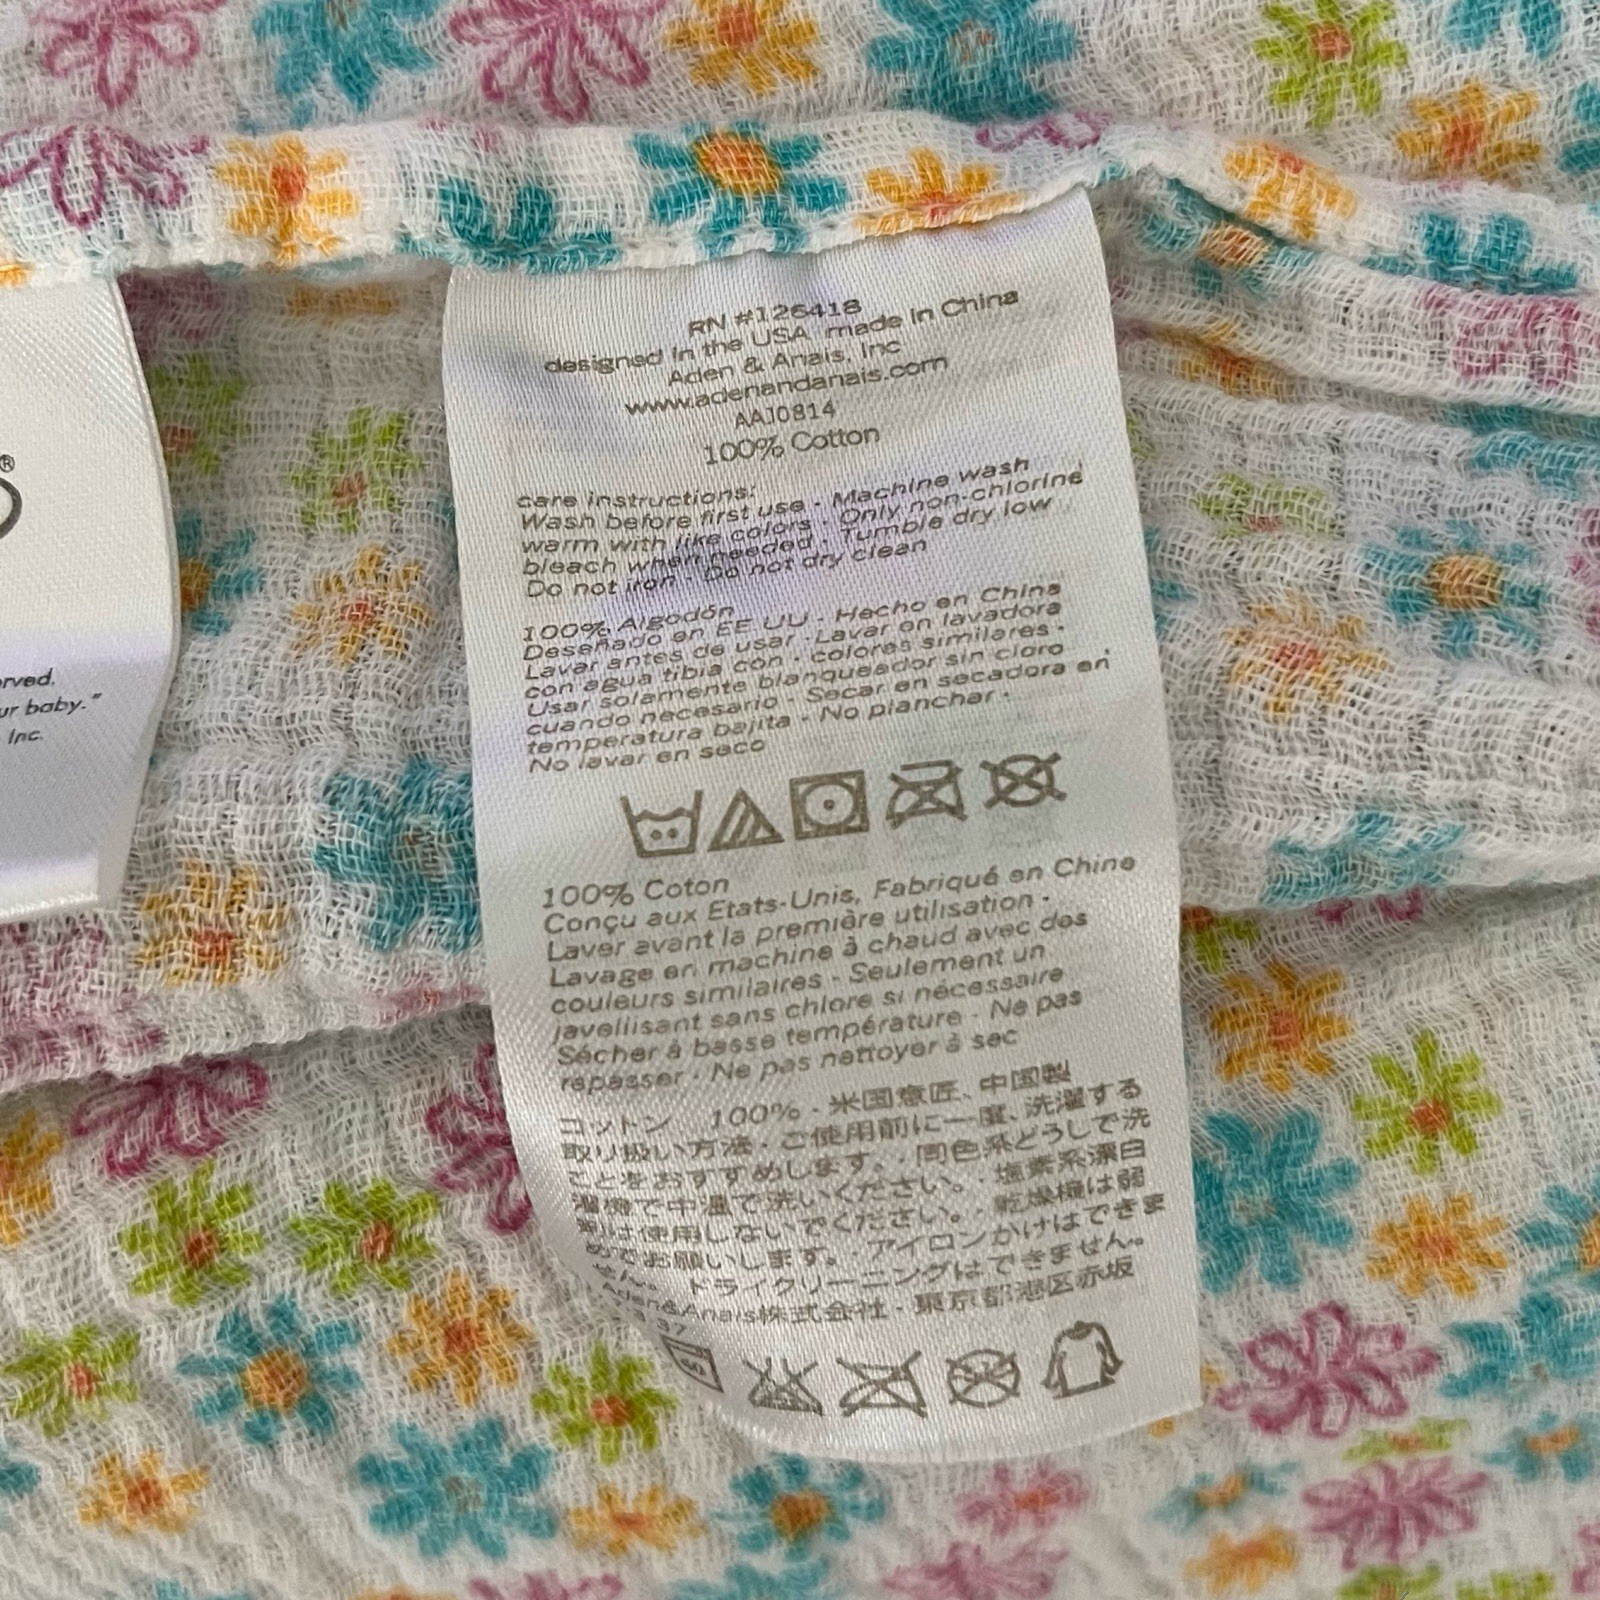 ®
rved.
ur baby."
Inc.
RN #126418
designed in the USA made in China
Aden & Anais, Inc
www.adenandanais.com
AAJ0814
100% Cotton
care instructions:
Wash before first use · Machine wash
warm with like colors · Only non-chlorine
bleach when needed · Tumble dry low
Do not iron · Do not dry clean
100% Algodón
Deseñado en EE UU · Hecho en China
Lavar antes de usar · Lavar en lavadora
con agua tibia con · colores similares ·
Usar solamente blanqueador sin cloro
cuando necesario · Secar en secadora en
temperatura bajita · No planchar ·
No lavar en seco
100% Coton
Conçu aux Etats-Unis, Fabriqué en Chine
Laver avant la première utilisation ·
Lavage en machine à chaud avec des
couleurs similaires · Seulement un
javellisant sans chlore si nécessaire
Sécher à basse température · Ne pas
repasser · Ne pas nettoyer à sec
コットン 100% · 米国意匠、中国製
取り扱い方法 · ご使用前に一度、洗濯する
ことをおすすめします。 · 同色系どうしで洗
濯機で中温で洗いください。 · 塩素系漂白
剤は使用しないでください。 · 乾燥機は弱
めでお願いします。 · アイロンかけはできま
せん。 ドライクリーニングはできません。
Aden&Anais株式会社 · 東京都港区赤坂
37